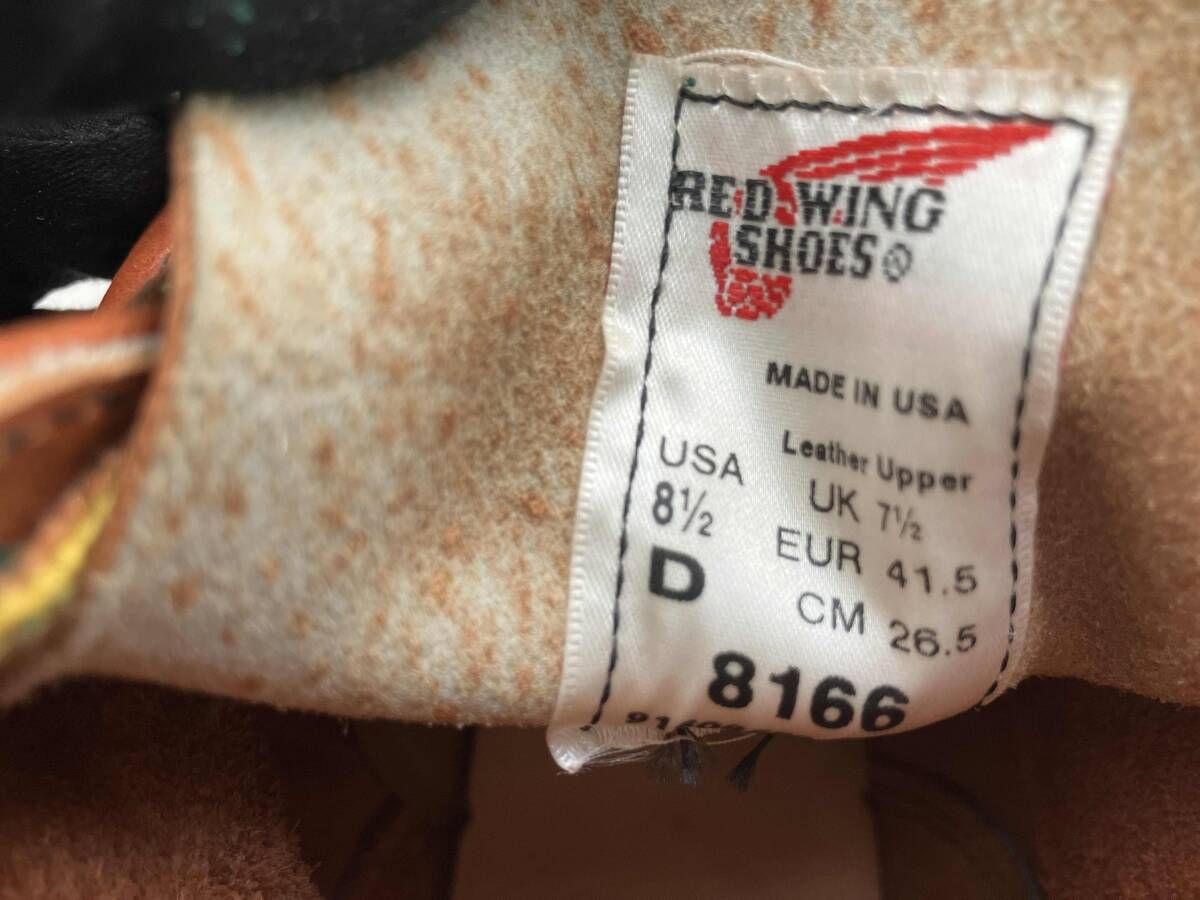 RED WING
SHOES®
MADE IN USA
Leather Upper
USA UK 7½
8½ EUR 41.5
D CM 26.5
8166